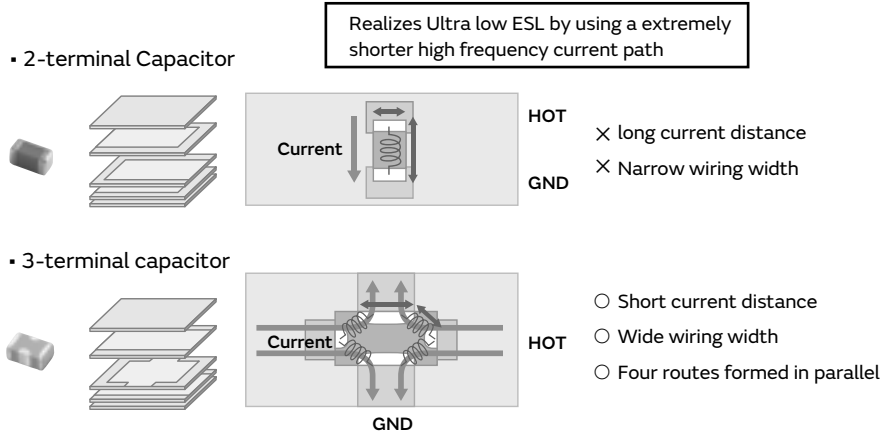 Realizes Ultra low ESL by using a extremely
shorter high frequency current path
▪ 2-terminal Capacitor
HOT
Current
GND
× long current distance
× Narrow wiring width
▪ 3-terminal capacitor
Current
HOT
GND
○ Short current distance
○ Wide wiring width
○ Four routes formed in parallel